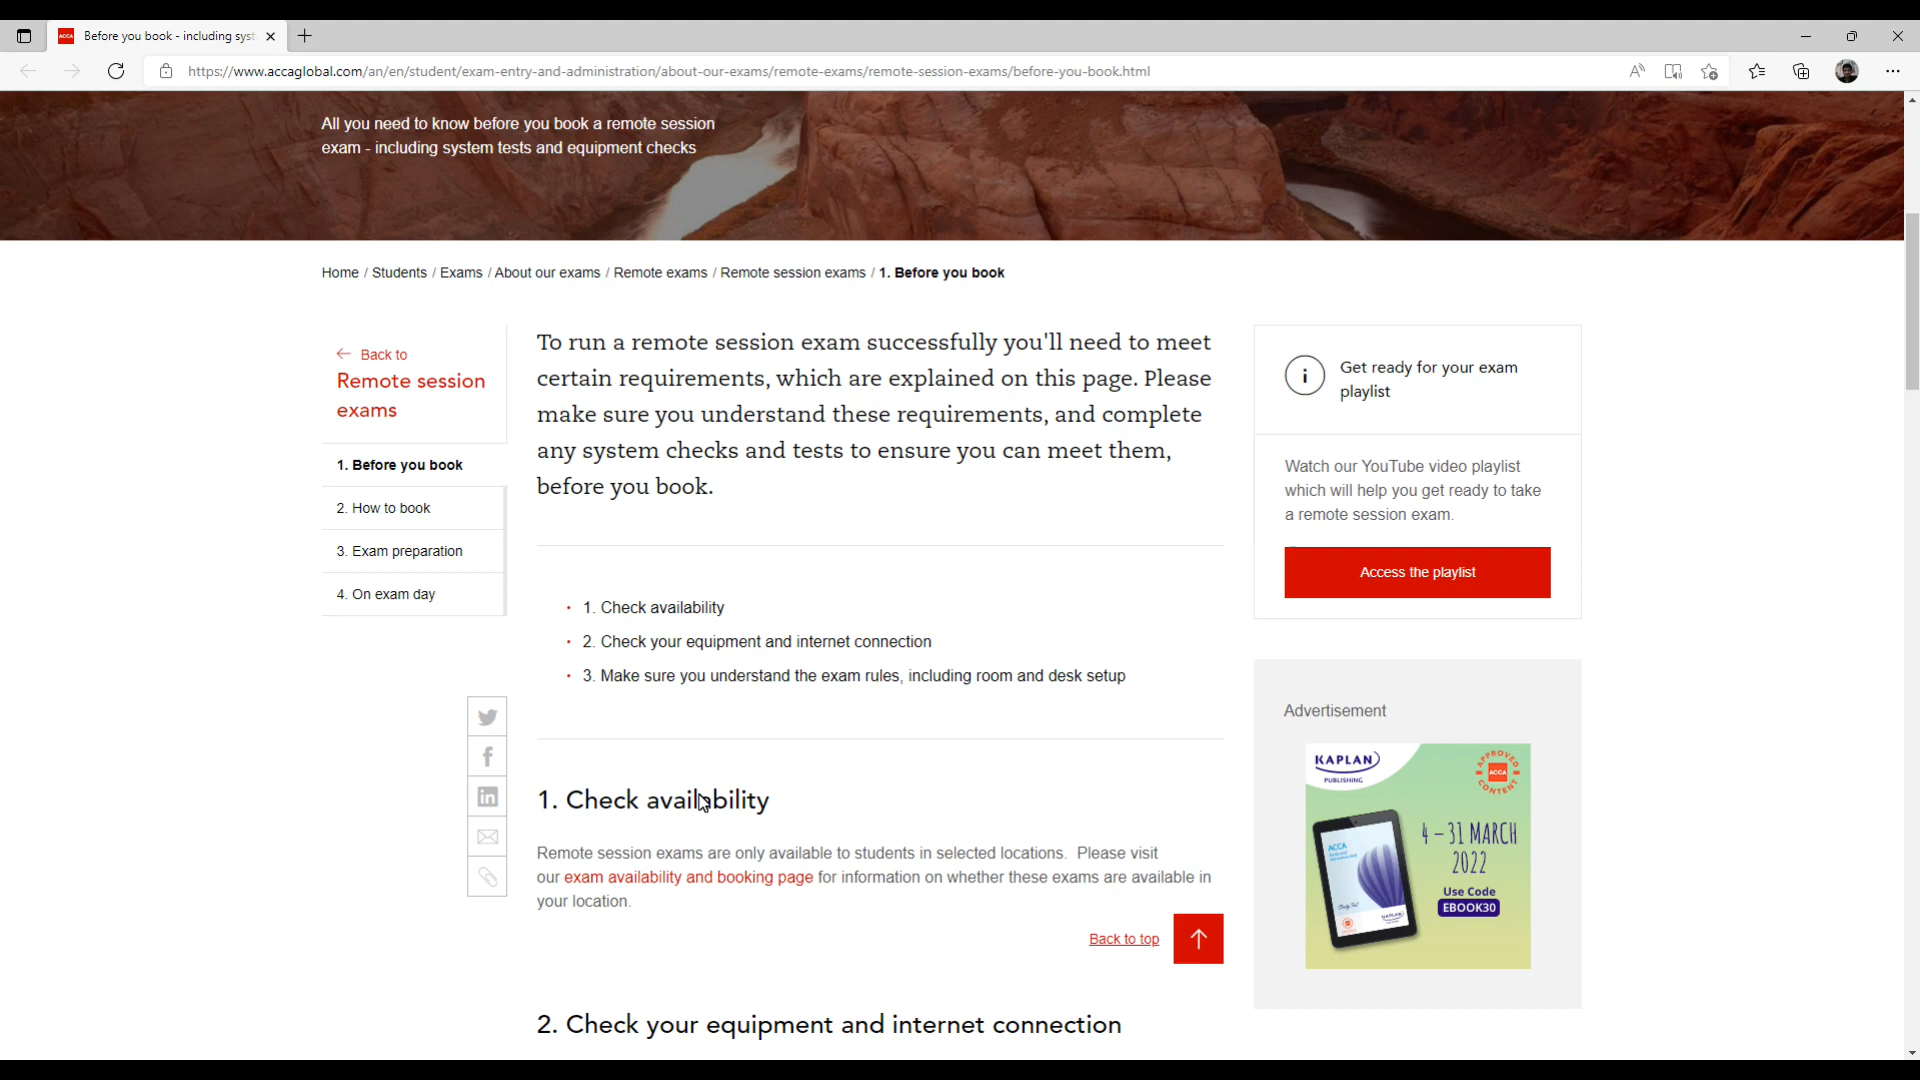 ACCA
Before you book - including syst
https://www.accaglobal.com/an/en/student/exam-entry-and-administration/about-our-exams/remote-exams/remote-session-exams/before-you-book.html
All you need to know before you book a remote session
exam - including system tests and equipment checks
Home / Students / Exams / About our exams / Remote exams / Remote session exams / 1. Before you book
Back to
Remote session
exams
1. Before you book
2. How to book
3. Exam preparation
4. On exam day
To run a remote session exam successfully you'll need to meet
certain requirements, which are explained on this page. Please
make sure you understand these requirements, and complete
any system checks and tests to ensure you can meet them,
before you book.
• 1. Check availability
• 2. Check your equipment and internet connection
• 3. Make sure you understand the exam rules, including room and desk setup
1. Check availability
Remote session exams are only available to students in selected locations. Please visit
our exam availability and booking page for information on whether these exams are available in
your location.
Back to top
2. Check your equipment and internet connection
i
Get ready for your exam
playlist
Watch our YouTube video playlist
which will help you get ready to take
a remote session exam.
Access the playlist
Advertisement
KAPLAN
PUBLISHING
APPROVED
ACCA
CONTENT
4 – 31 MARCH
2022
Use Code
EBOOK30
ACCA
Study Text
KAPLAN